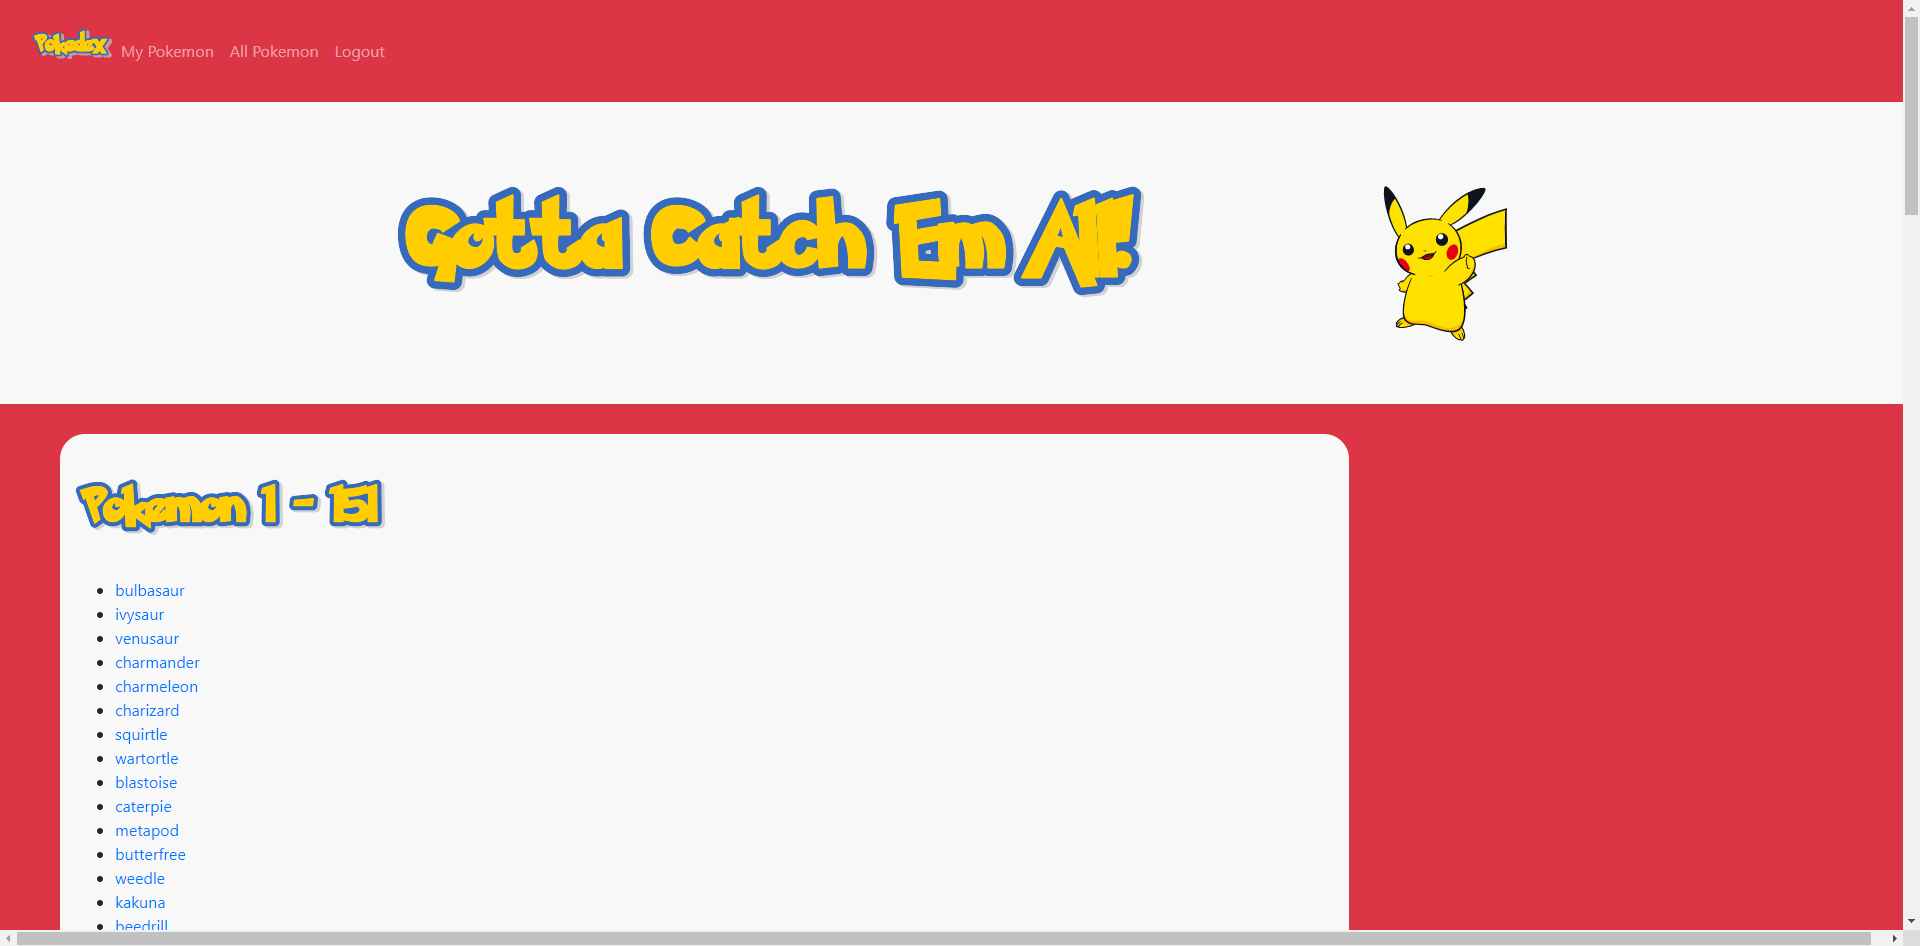 Pokedex My Pokemon All Pokemon Logout
Gotta Catch Em All!
Pokemon 1 - 151
bulbasaur
ivysaur
venusaur
charmander
charmeleon
charizard
squirtle
wartortle
blastoise
caterpie
metapod
butterfree
weedle
kakuna
beedrill